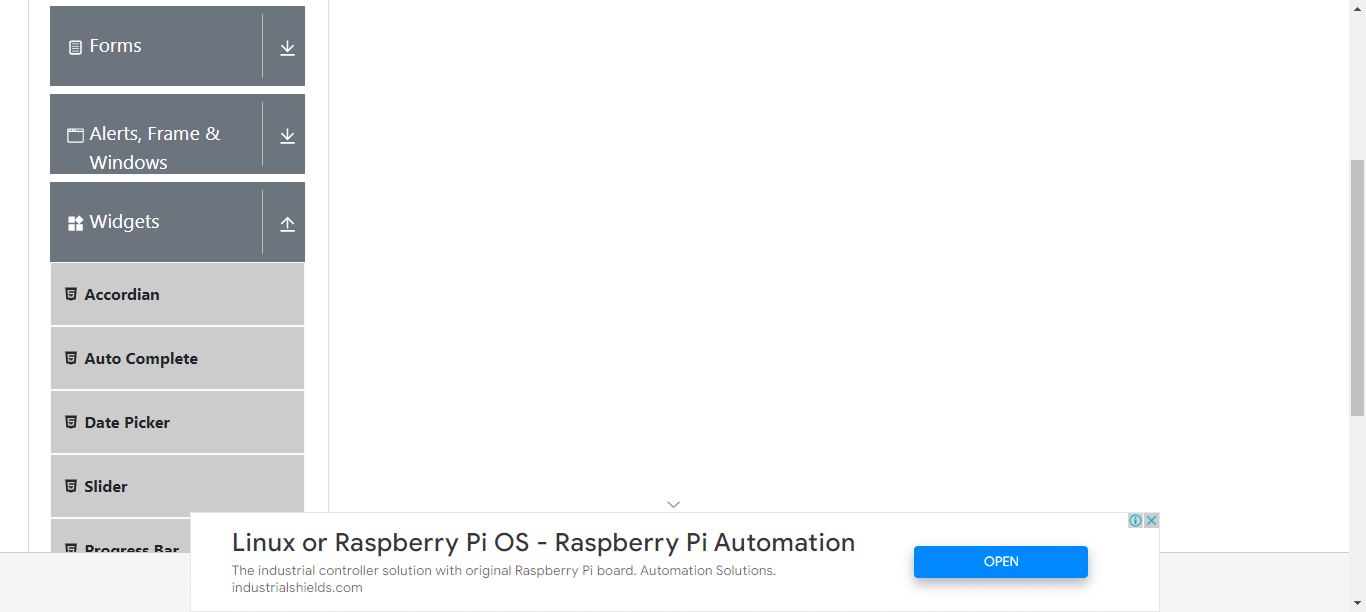 Forms
Alerts, Frame &
Windows
Widgets
Accordian
Auto Complete
Date Picker
Slider
Progress Bar
Linux or Raspberry Pi OS - Raspberry Pi Automation
The industrial controller solution with original Raspberry Pi board. Automation Solutions.
industrialshields.com
OPEN